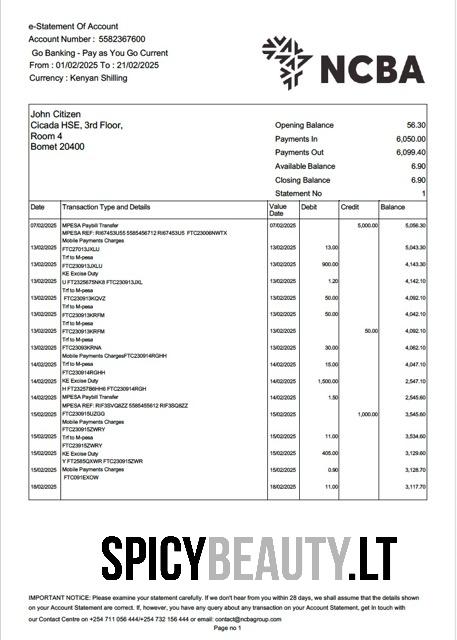 e-Statement Of Account
Account Number : 5582367600
Go Banking - Pay as You Go Current
From : 01/02/2025 To : 21/02/2025
Currency : Kenyan Shilling
NCBA
John Citizen
Cicada HSE, 3rd Floor,
Room 4
Bomet 20400
Opening Balance 56.30
Payments In 6,050.00
Payments Out 6,099.40
Available Balance 6.90
Closing Balance 6.90
Statement No 1
Date Transaction Type and Details Value Date Debit Credit Balance
07/02/2025 MPESA Paybill Transfer 07/02/2025 5,000.00 5,056.30
MPESA REF: RI67453U55 5585456712 RI67453U5 FTC23006NWTX
Mobile Payments Charges
13/02/2025 FTC27013JXLU 13/02/2025 13.00 5,043.30
Trf to M-pesa
13/02/2025 FTC230913JXLU 13/02/2025 900.00 4,143.30
KE Excise Duty
13/02/2025 U FT2325675NK8 FTC230913JXL 13/02/2025 1.20 4,142.10
Trf to M-pesa
13/02/2025 FTC230913KQVZ 13/02/2025 50.00 4,092.10
Trf to M-pesa
13/02/2025 FTC230913KRFM 13/02/2025 50.00 4,042.10
Trf to M-pesa
13/02/2025 FTC230913KRFM 13/02/2025 50.00 4,092.10
Trf to M-pesa
13/02/2025 FTC23093KRNA 13/02/2025 30.00 4,062.10
Mobile Payments ChargesFTC230914RGHH
14/02/2025 Trf to M-pesa 14/02/2025 15.00 4,047.10
FTC230914RGHH
14/02/2025 KE Excise Duty 14/02/2025 1,500.00 2,547.10
H FT23257B6HH6 FTC230914RGH
14/02/2025 MPESA Paybill Transfer 14/02/2025 1.50 2,545.60
MPESA REF: RIF3SVQ8ZZ 5585455612 RIF3SQ8ZZ
15/02/2025 FTC230915UZGG 15/02/2025 1,000.00 3,545.60
Mobile Payments Charges
FTC230915ZWRY
15/02/2025 Trf to M-pesa 15/02/2025 11.00 3,534.60
FTC23915ZWRY
15/02/2025 KE Excise Duty 15/02/2025 405.00 3,129.60
Y FT2585QXWR FTC230915ZWR
15/02/2025 Mobile Payments Charges 15/02/2025 0.90 3,128.70
FTC091EXOW
18/02/2025 18/02/2025 11.00 3,117.70
SPICYBEAUTY.LT
IMPORTANT NOTICE: Please examine your statement carefully. If we don't hear from you within 28 days, we shall assume that the details shown
on your Account Statement are correct. If, however, you have any query about any transaction on your Account Statement, get In touch with
our Contact Centre on +254 711 056 444/+254 732 156 444 or email: contact@ncbagroup.com
Page no 1